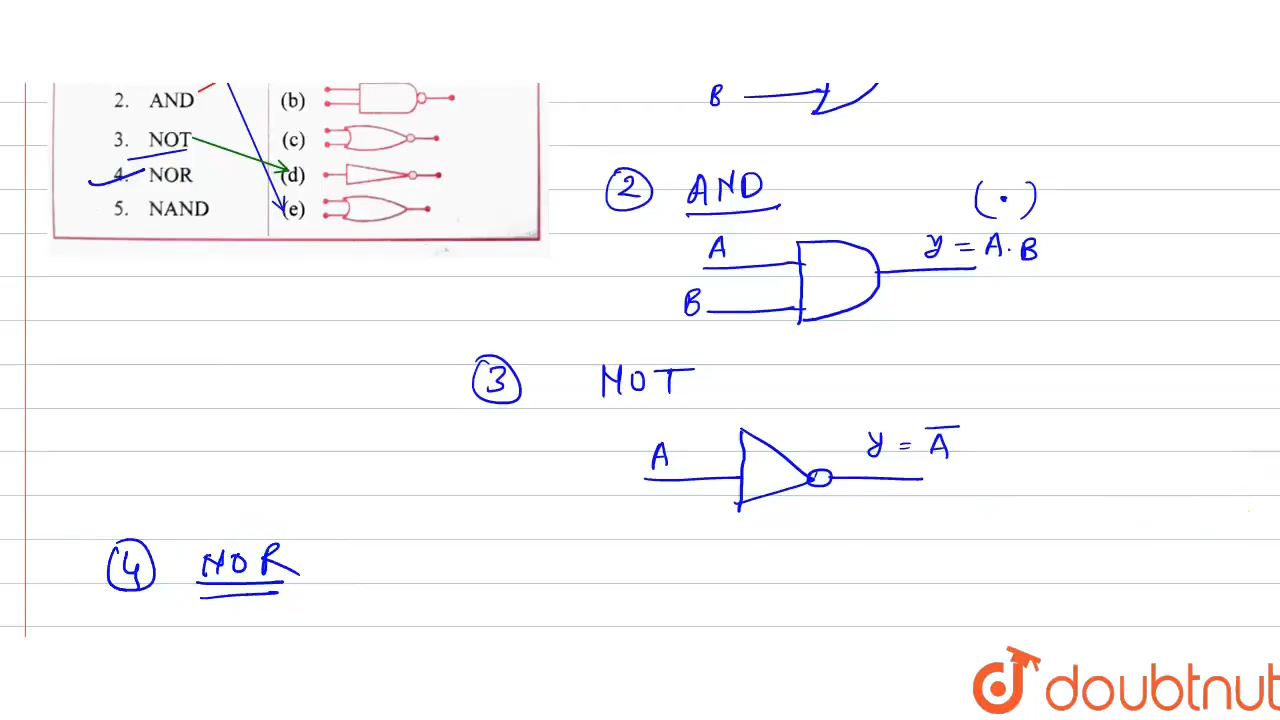 2. AND (b)
3. NOT (c)
4. NOR (d)
5. NAND (e)
B
2 AND (.)
A y = A.B
B
3 NOT
A y = A̅
4 NOR
doubtnut